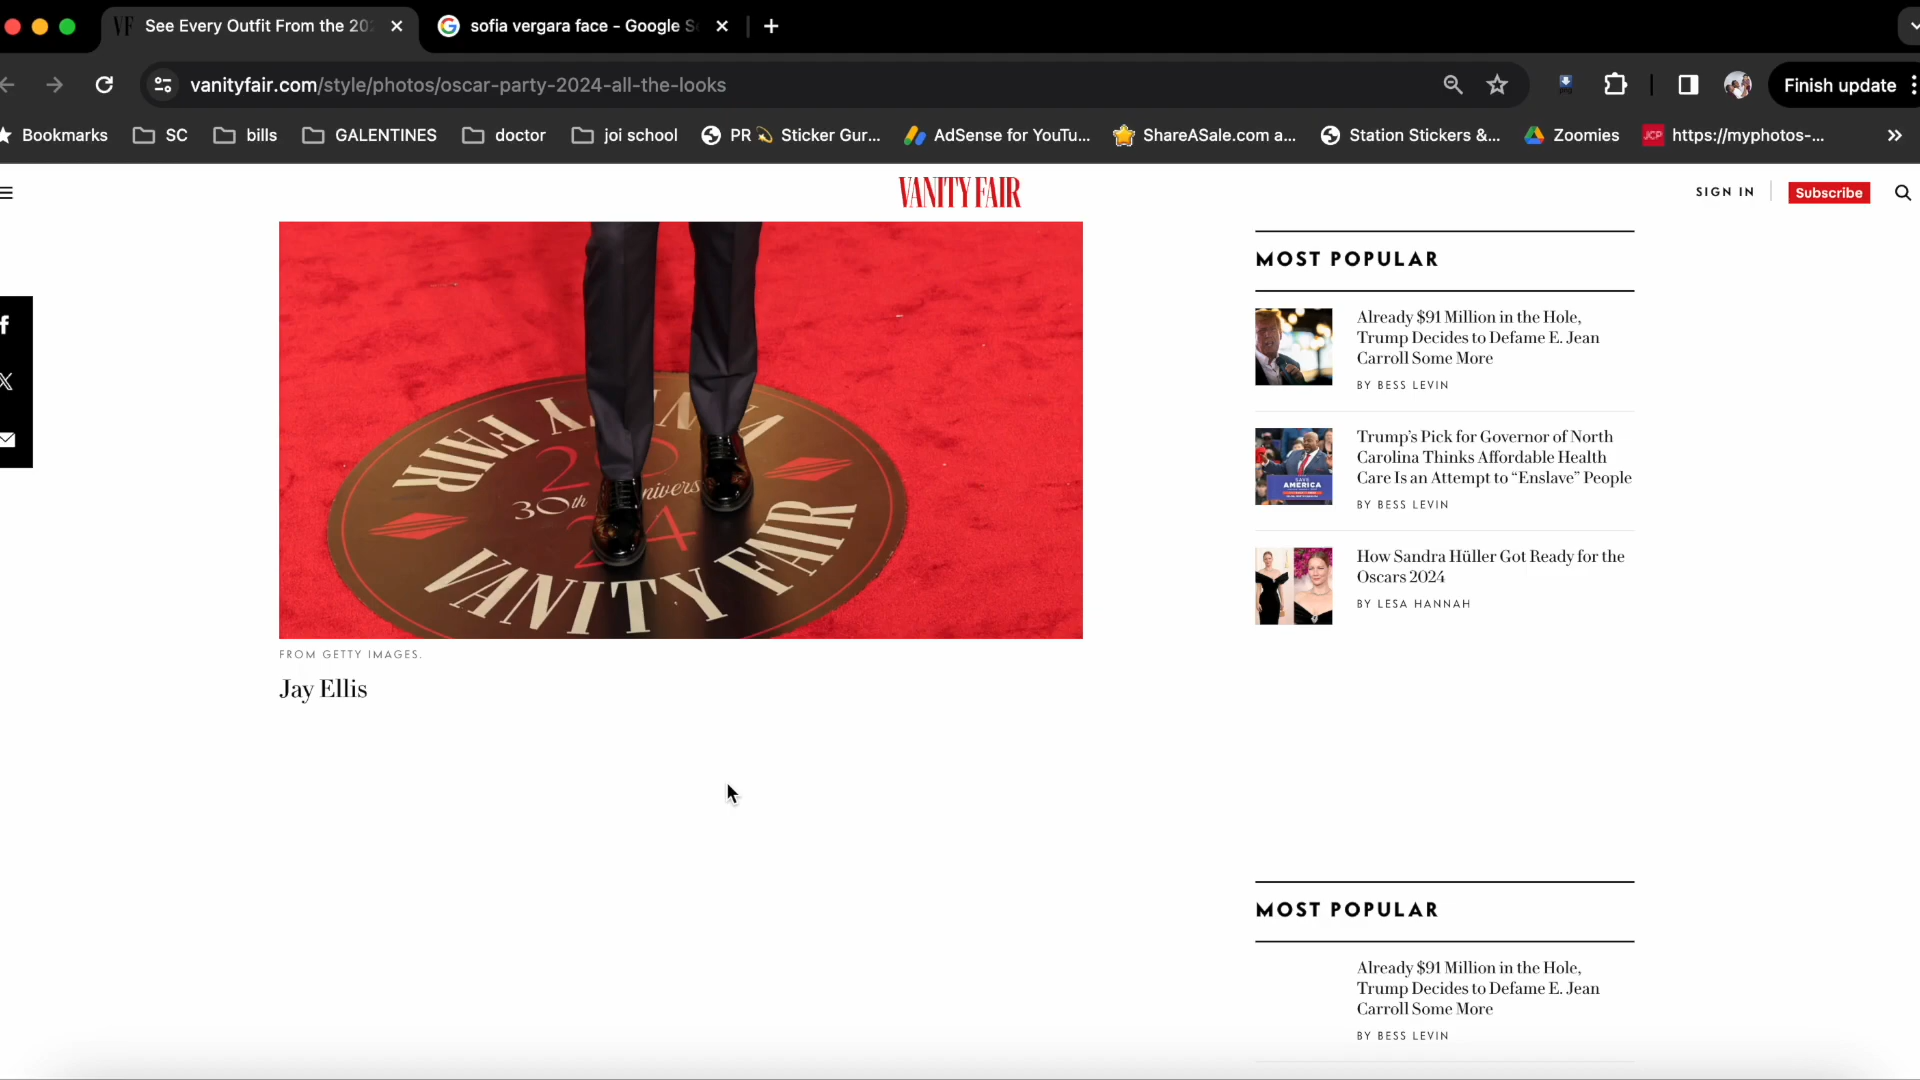 See Every Outfit From the 202
sofia vergara face - Google S
vanityfair.com/style/photos/oscar-party-2024-all-the-looks
Finish update
Bookmarks
SC
bills
GALENTINES
doctor
joi school
PR💫 Sticker Gur...
AdSense for YouTu...
ShareASale.com a...
Station Stickers &...
Zoomies
JCP
https://myphotos-...
VANITY FAIR
SIGN IN
Subscribe
VANITY FAIR
20
30th
24
VANITY FAIR
FROM GETTY IMAGES.
Jay Ellis
MOST POPULAR
Already $91 Million in the Hole,
Trump Decides to Defame E. Jean
Carroll Some More
BY BESS LEVIN
SAVE
AMERICA
Trump's Pick for Governor of North
Carolina Thinks Affordable Health
Care Is an Attempt to “Enslave” People
BY BESS LEVIN
How Sandra Hüller Got Ready for the
Oscars 2024
BY LESA HANNAH
MOST POPULAR
Already $91 Million in the Hole,
Trump Decides to Defame E. Jean
Carroll Some More
BY BESS LEVIN